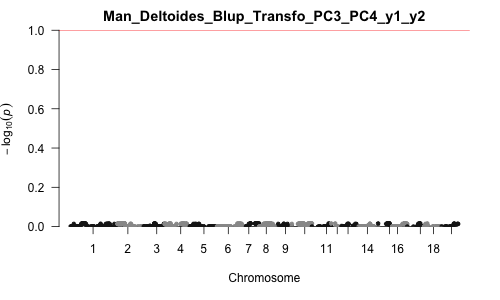 Man_Deltoides_Blup_Transfo_PC3_PC4_y1_y2
1.0
0.8
0.6
0.4
0.2
0.0
− log10(p)
1 2 3 4 5 6 7 8 9 11 14 16 18
Chromosome